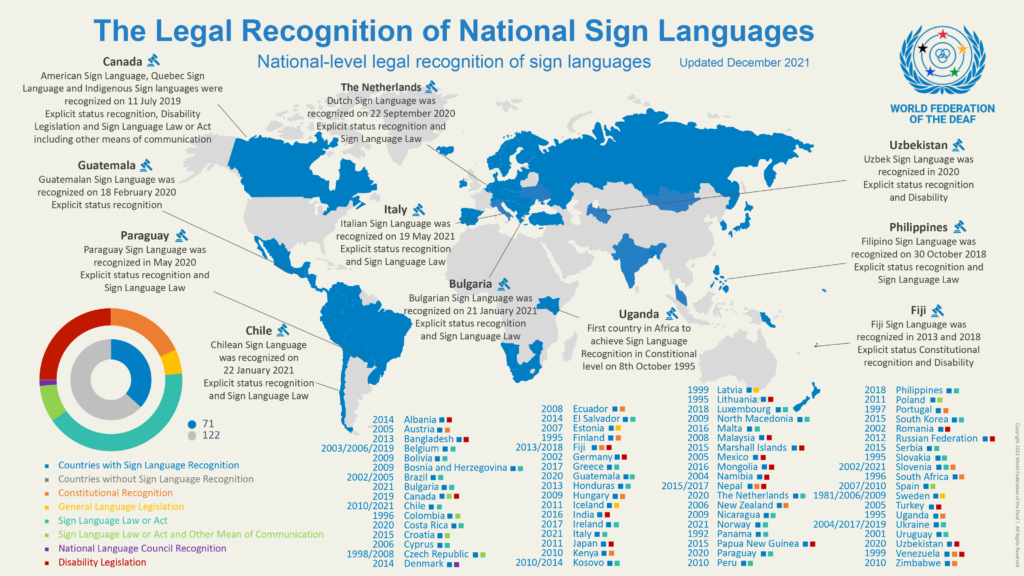 The Legal Recognition of National Sign Languages
National-level legal recognition of sign languages
Updated December 2021
WORLD FEDERATION
OF THE DEAF
Canada
American Sign Language, Quebec Sign
Language and Indigenous Sign languages were
recognized on 11 July 2019
Explicit status recognition, Disability
Legislation and Sign Language Law or Act
including other means of communication
The Netherlands
Dutch Sign Language was
recognized on 22 September 2020
Explicit status recognition and
Sign Language Law
Guatemala
Guatemalan Sign Language was
recognized on 18 February 2020
Explicit status recognition
Uzbekistan
Uzbek Sign Language was
recognized in 2020
Explicit status recognition
and Disability
Italy
Italian Sign Language was
recognized on 19 May 2021
Explicit status recognition
and Sign Language Law
Paraguay
Paraguay Sign Language was
recognized in May 2020
Explicit status recognition and
Sign Language Law
Philippines
Filipino Sign Language was
recognized on 30 October 2018
Explicit status recognition and
Sign Language Law
Bulgaria
Bulgarian Sign Language was
recognized on 21 January 2021
Explicit status recognition
and Sign Language Law
Uganda
First country in Africa to
achieve Sign Language
Recognition in Constitional
level on 8th October 1995
Fiji
Fiji Sign Language was
recognized in 2013 and 2018
Explicit status Constitutional
recognition and Disability
Chile
Chilean Sign Language
was recognized on
22 January 2021
Explicit status recognition
and Sign Language Law
71
122
Countries with Sign Language Recognition
Countries without Sign Language Recognition
Constitutional Recognition
General Language Legislation
Sign Language Law or Act
Sign Language Law or Act and Other Mean of Communication
National Language Council Recognition
Disability Legislation
2014 Albania
2005 Austria
2013 Bangladesh
2003/2006/2019 Belgium
2009 Bolivia
2009 Bosnia and Herzegovina
2002/2005 Brazil
2021 Bulgaria
2019 Canada
2010/2021 Chile
1996 Colombia
2020 Costa Rica
2015 Croatia
2006 Cyprus
1998/2008 Czech Republic
2014 Denmark
2008 Ecuador
2014 El Salvador
2007 Estonia
1995 Finland
2013/2018 Fiji
2002 Germany
2017 Greece
2020 Guatemala
2013 Honduras
2009 Hungary
2011 Iceland
2016 India
2017 Ireland
2021 Italy
2011 Japan
2010 Kenya
2010/2014 Kosovo
1999 Latvia
1995 Lithuania
2018 Luxembourg
2009 North Macedonia
2016 Malta
2008 Malaysia
2015 Marshall Islands
2005 Mexico
2016 Mongolia
2004 Namibia
2015/2017 Nepal
2020 The Netherlands
2006 New Zealand
2009 Nicaragua
2021 Norway
1992 Panama
2015 Papua New Guinea
2020 Paraguay
2010 Peru
2018 Philippines
2011 Poland
1997 Portugal
2015 South Korea
2002 Romania
2012 Russian Federation
2015 Serbia
1995 Slovakia
2002/2021 Slovenia
1996 South Africa
2007/2010 Spain
1981/2006/2009 Sweden
2005 Turkey
1995 Uganda
2004/2017/2019 Ukraine
2001 Uruguay
2020 Uzbekistan
1999 Venezuela
2010 Zimbabwe
Copyright 2021 World Federation of the Deaf | All Rights Reserved